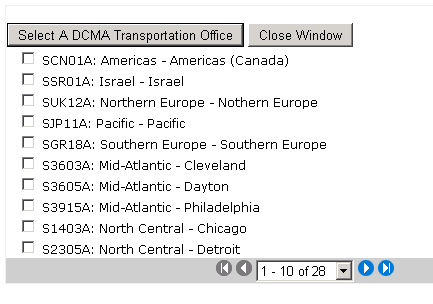 Select A DCMA Transportation Office Close Window
SCN01A: Americas - Americas (Canada)
SSR01A: Israel - Israel
SUK12A: Northern Europe - Nothern Europe
SJP11A: Pacific - Pacific
SGR18A: Southern Europe - Southern Europe
S3603A: Mid-Atlantic - Cleveland
S3605A: Mid-Atlantic - Dayton
S3915A: Mid-Atlantic - Philadelphia
S1403A: North Central - Chicago
S2305A: North Central - Detroit
1 - 10 of 28